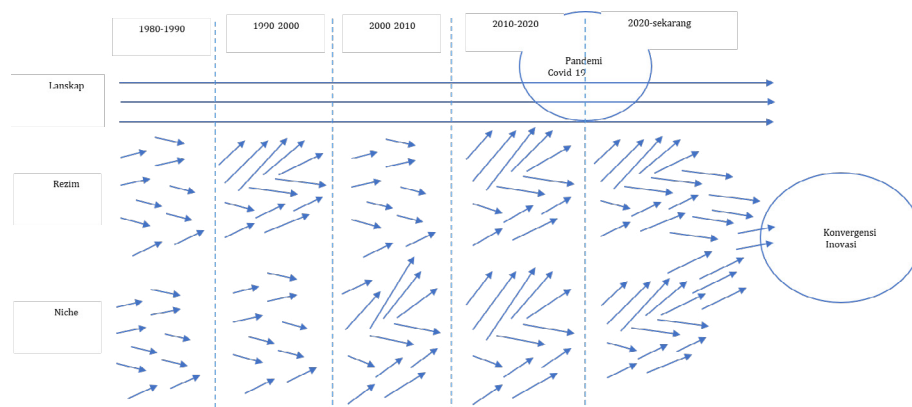 1980-1990
1990 2000
2000 2010
2010-2020
2020-sekarang
Pandemi
Covid 19
Lanskap
Rezim
Konvergensi
Inovasi
Niche